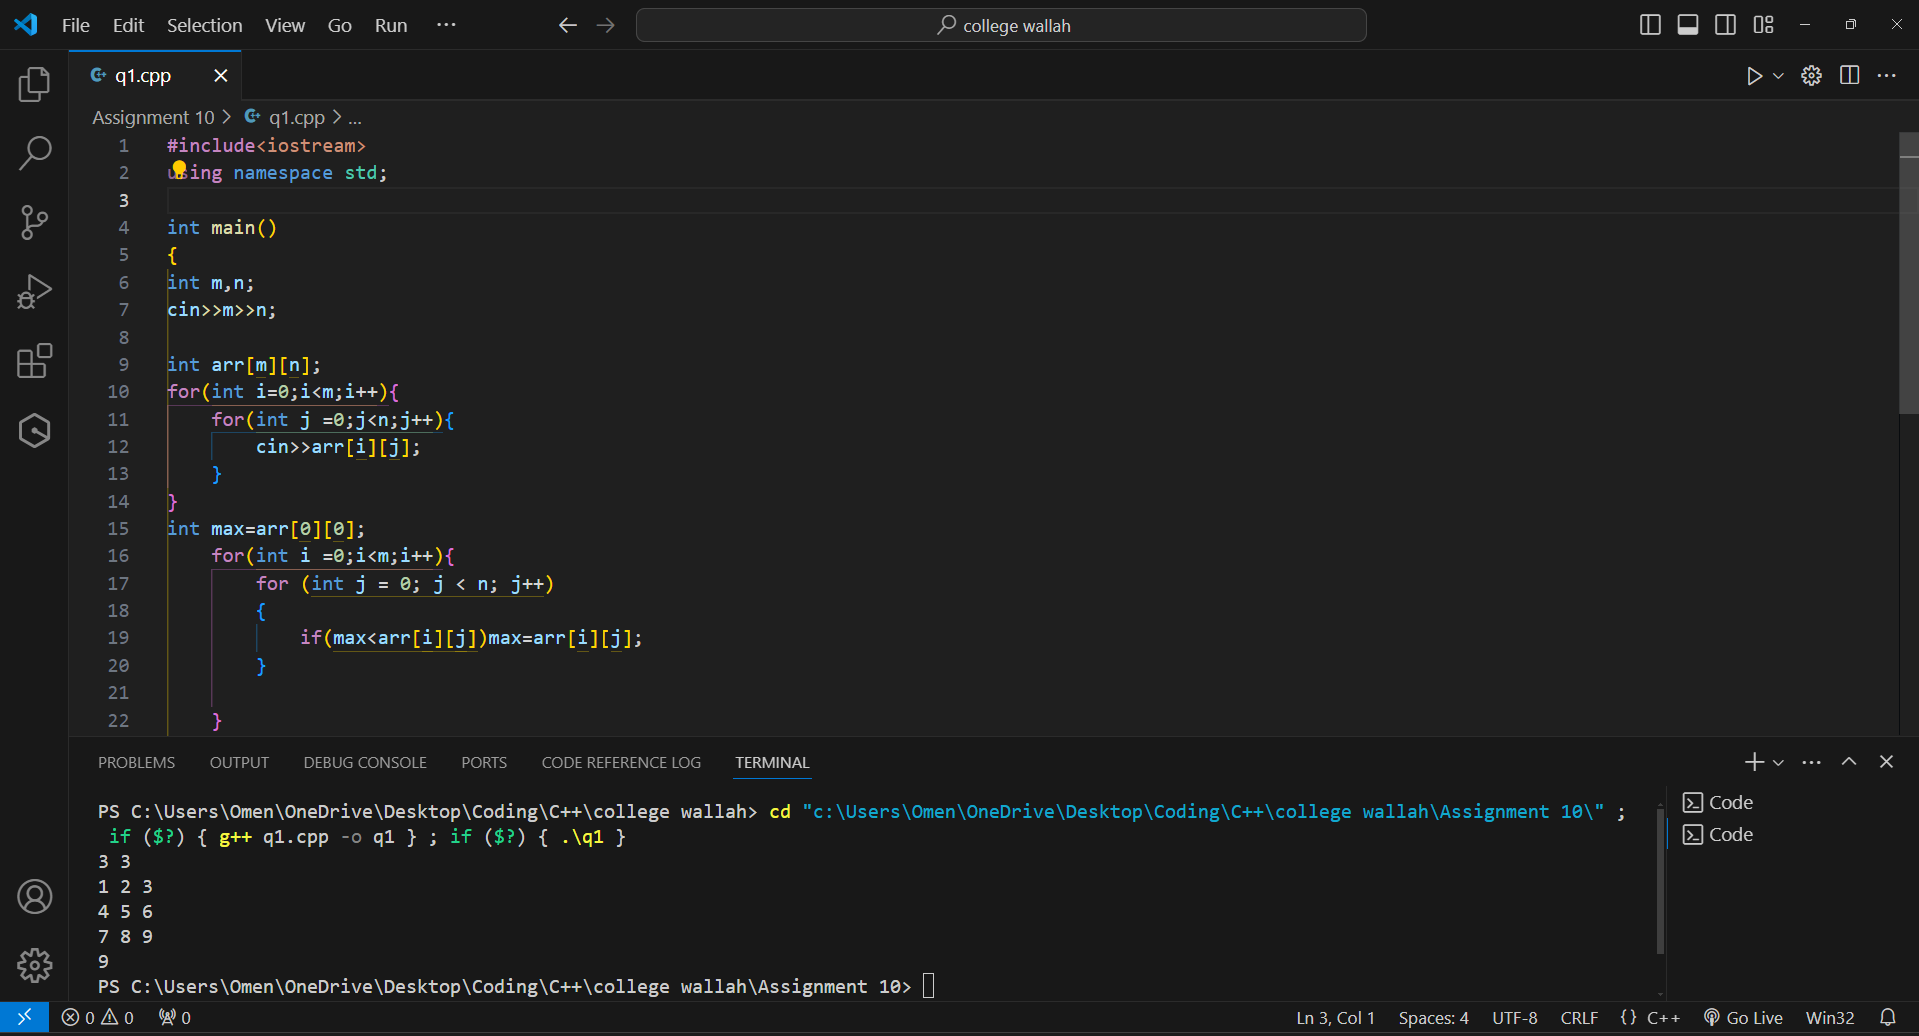 File Edit Selection View Go Run ···
college wallah
q1.cpp
Assignment 10 > q1.cpp > ...
1 #include<iostream>
2 using namespace std;
3
4 int main()
5 {
6 int m,n;
7 cin>>m>>n;
8
9 int arr[m][n];
10 for(int i=0;i<m;i++){
11     for(int j =0;j<n;j++){
12         cin>>arr[i][j];
13     }
14 }
15 int max=arr[0][0];
16     for(int i =0;i<m;i++){
17         for (int j = 0; j < n; j++)
18         {
19             if(max<arr[i][j])max=arr[i][j];
20         }
21
22     }
PROBLEMS OUTPUT DEBUG CONSOLE PORTS CODE REFERENCE LOG TERMINAL
PS C:\Users\Omen\OneDrive\Desktop\Coding\C++\college wallah> cd "c:\Users\Omen\OneDrive\Desktop\Coding\C++\college wallah\Assignment 10\" ;
if ($?) { g++ q1.cpp -o q1 } ; if ($?) { .\q1 }
3 3
1 2 3
4 5 6
7 8 9
9
PS C:\Users\Omen\OneDrive\Desktop\Coding\C++\college wallah\Assignment 10>
Code
Code
0 0 0 Ln 3, Col 1 Spaces: 4 UTF-8 CRLF {} C++ Go Live Win32